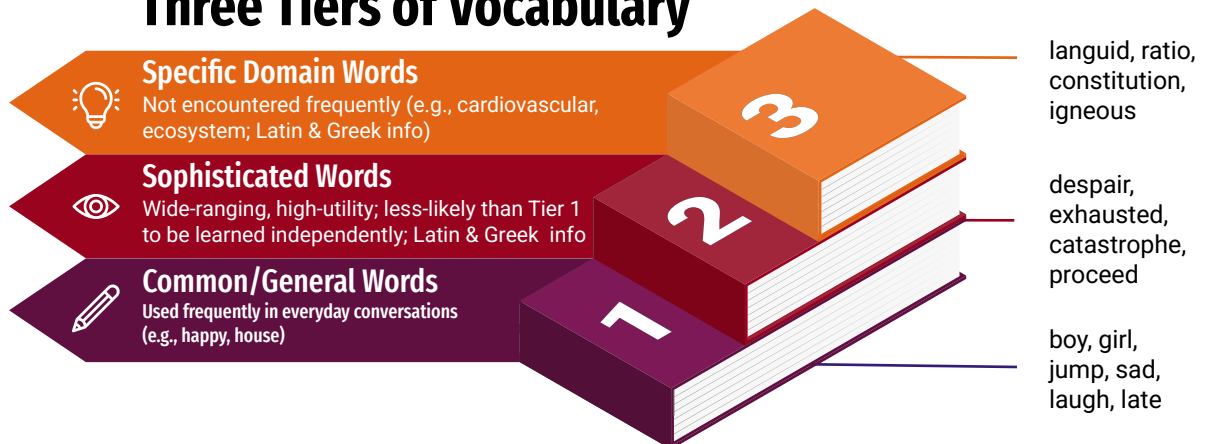 Three Tiers of Vocabulary
Specific Domain Words
Not encountered frequently (e.g., cardiovascular,
ecosystem; Latin & Greek info)
3
languid, ratio,
constitution,
igneous
Sophisticated Words
Wide-ranging, high-utility; less-likely than Tier 1
to be learned independently; Latin & Greek info
2
despair,
exhausted,
catastrophe,
proceed
Common/General Words
Used frequently in everyday conversations
(e.g., happy, house)
1
boy, girl,
jump, sad,
laugh, late